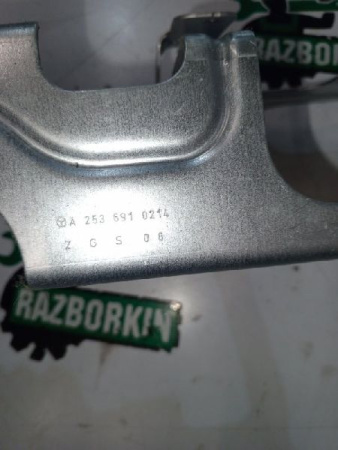 RAZBORKIN
A 253 691 0214
Z G S 06
RAZBORKIN